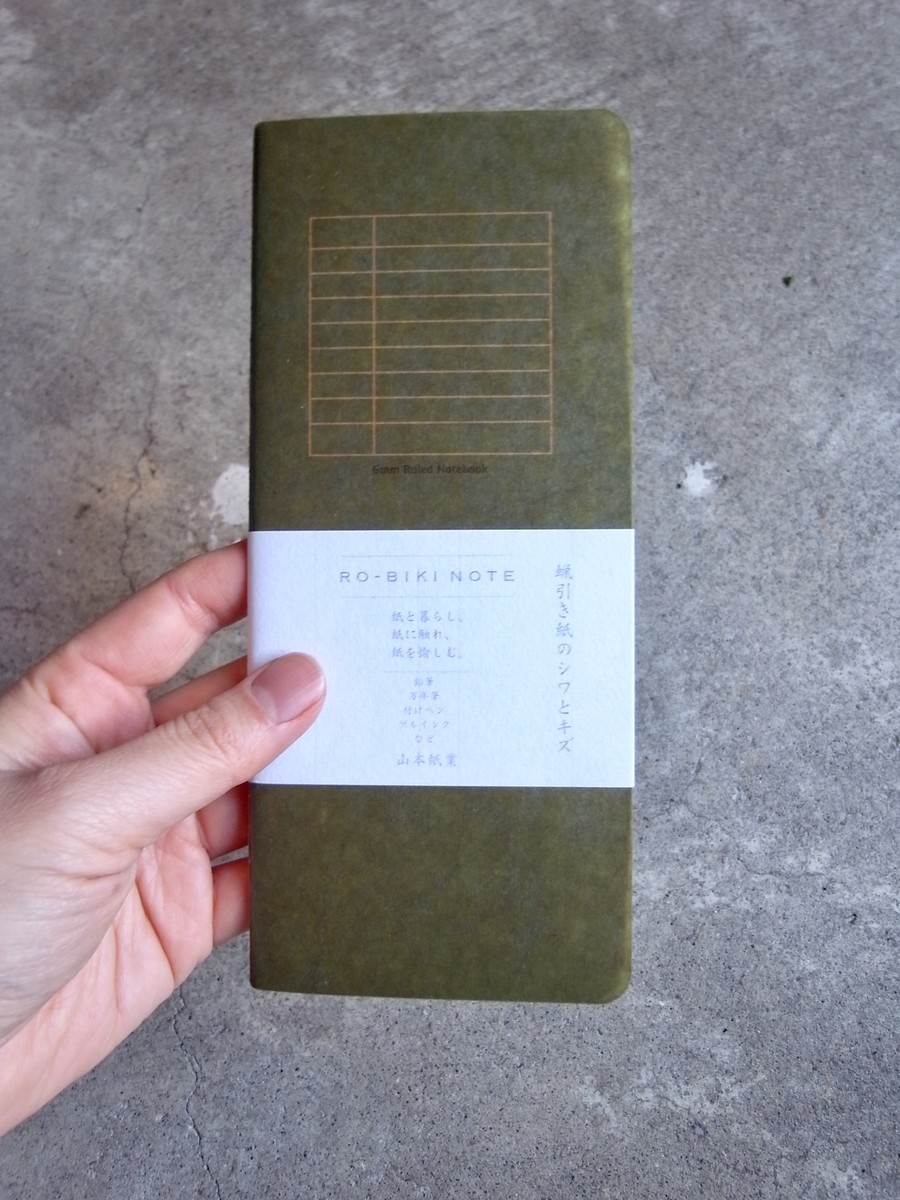 6mm Ruled Notebook
RO-BIKI NOTE
紙と暮らし、
紙に触れ、
紙を愉しむ。
鉛筆
万年筆
付けペン
ゲルインク
など
山本紙業
蝋引き紙のシワとキズ